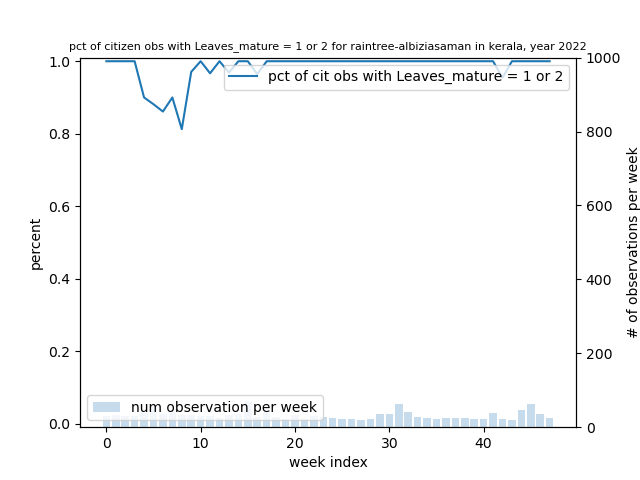 pct of citizen obs with Leaves_mature = 1 or 2 for raintree-albiziasaman in kerala, year 2022
pct of cit obs with Leaves_mature = 1 or 2
num observation per week
percent
1.0
0.8
0.6
0.4
0.2
0.0
1000
800
600
400
200
0
# of observations per week
0 10 20 30 40
week index